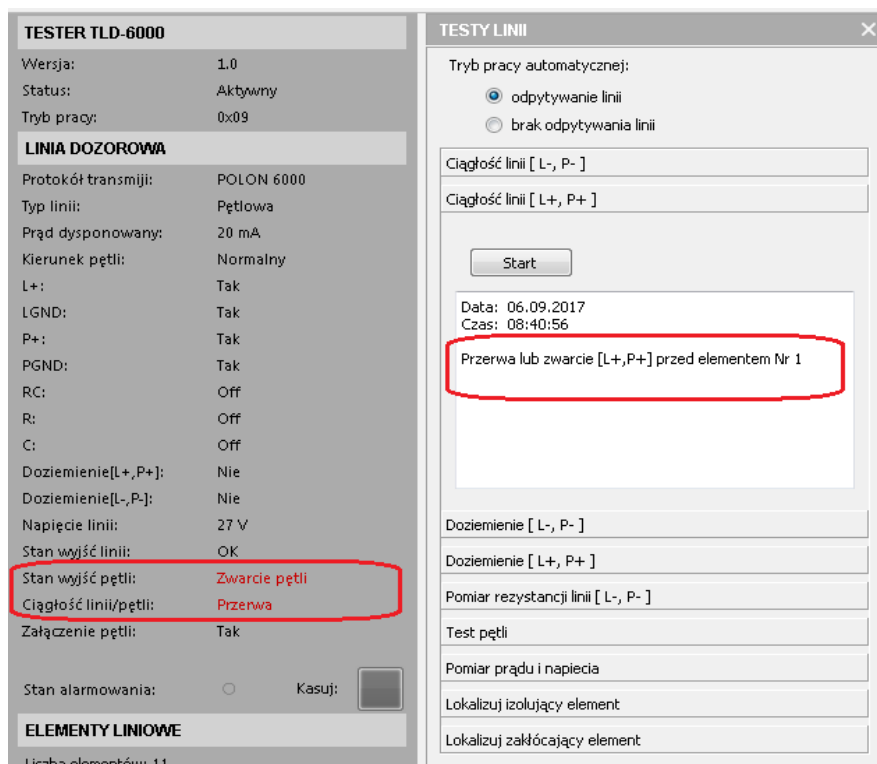 TESTER TLD-6000
Wersja: 1.0
Status: Aktywny
Tryb pracy: 0x09
LINIA DOZOROWA
Protokół transmiji: POLON 6000
Typ linii: Pętlowa
Prąd dysponowany: 20 mA
Kierunek pętli: Normalny
L+: Tak
LGND: Tak
P+: Tak
PGND: Tak
RC: Off
R: Off
C: Off
Doziemienie[L+,P+]: Nie
Doziemienie[L-,P-]: Nie
Napięcie linii: 27 V
Stan wyjść linii: OK
Stan wyjść pętli: Zwarcie pętli
Ciągłość linii/pętli: Przerwa
Załączenie pętli: Tak
Stan alarmowania: Kasuj:
ELEMENTY LINIOWE
Liczba elementów: 11
TESTY LINII
Tryb pracy automatycznej:
odpytywanie linii
brak odpytywania linii
Ciągłość linii [ L-, P- ]
Ciągłość linii [ L+, P+ ]
Start
Data: 06.09.2017
Czas: 08:40:56
Przerwa lub zwarcie [L+,P+] przed elementem Nr 1
Doziemienie [ L-, P- ]
Doziemienie [ L+, P+ ]
Pomiar rezystancji linii [ L-, P- ]
Test pętli
Pomiar prądu i napiecia
Lokalizuj izolujący element
Lokalizuj zakłócający element